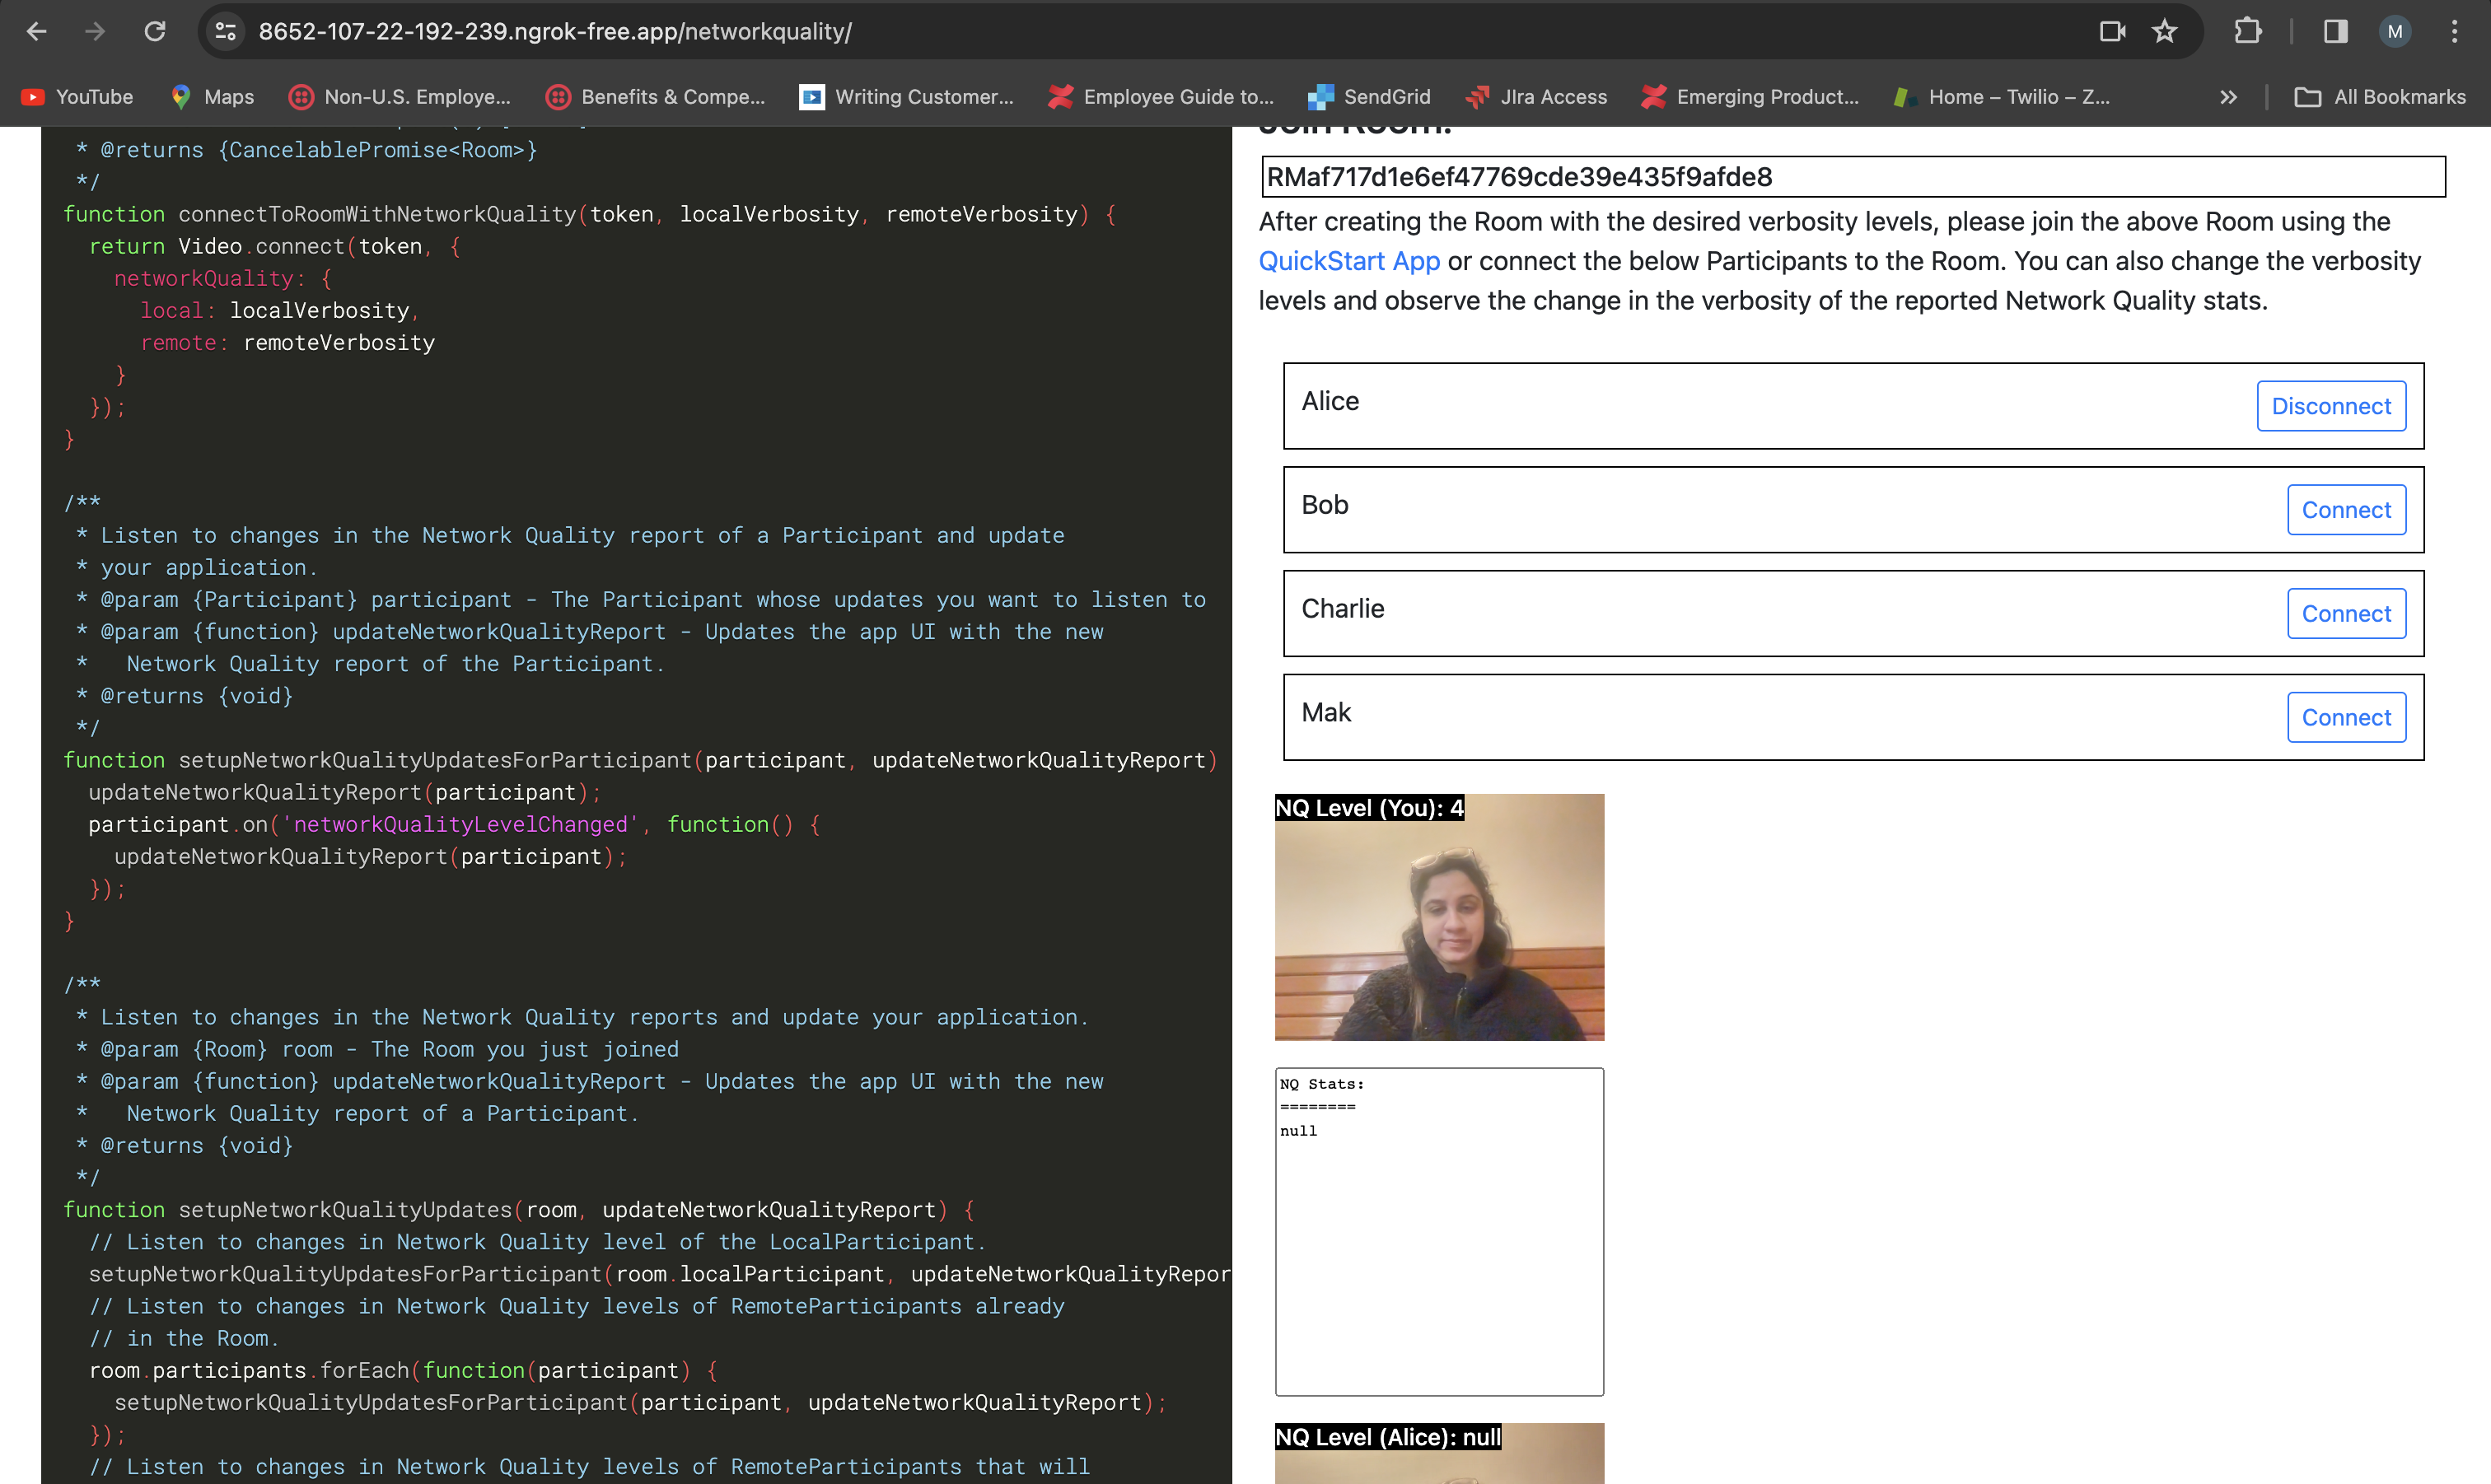 8652-107-22-192-239.ngrok-free.app/networkquality/
M
YouTube
Maps
Non-U.S. Employe...
Benefits & Compe...
Writing Customer...
Employee Guide to...
SendGrid
JIra Access
Emerging Product...
Home – Twilio – Z...
All Bookmarks
* @returns {CancelablePromise<Room>}
*/
function connectToRoomWithNetworkQuality(token, localVerbosity, remoteVerbosity) {
return Video.connect(token, {
networkQuality: {
local: localVerbosity,
remote: remoteVerbosity
}
});
}
/**
* Listen to changes in the Network Quality report of a Participant and update
* your application.
* @param {Participant} participant - The Participant whose updates you want to listen to
* @param {function} updateNetworkQualityReport - Updates the app UI with the new
*   Network Quality report of the Participant.
* @returns {void}
*/
function setupNetworkQualityUpdatesForParticipant(participant, updateNetworkQualityReport)
updateNetworkQualityReport(participant);
participant.on('networkQualityLevelChanged', function() {
updateNetworkQualityReport(participant);
});
}
/**
* Listen to changes in the Network Quality reports and update your application.
* @param {Room} room - The Room you just joined
* @param {function} updateNetworkQualityReport - Updates the app UI with the new
*   Network Quality report of a Participant.
* @returns {void}
*/
function setupNetworkQualityUpdates(room, updateNetworkQualityReport) {
// Listen to changes in Network Quality level of the LocalParticipant.
setupNetworkQualityUpdatesForParticipant(room.localParticipant, updateNetworkQualityRepor
// Listen to changes in Network Quality levels of RemoteParticipants already
// in the Room.
room.participants.forEach(function(participant) {
setupNetworkQualityUpdatesForParticipant(participant, updateNetworkQualityReport);
});
// Listen to changes in Network Quality levels of RemoteParticipants that will
Join Room:
RMaf717d1e6ef47769cde39e435f9afde8
After creating the Room with the desired verbosity levels, please join the above Room using the
QuickStart App or connect the below Participants to the Room. You can also change the verbosity
levels and observe the change in the verbosity of the reported Network Quality stats.
Alice
Disconnect
Bob
Connect
Charlie
Connect
Mak
Connect
NQ Level (You): 4
NQ Stats:
========
null
NQ Level (Alice): null